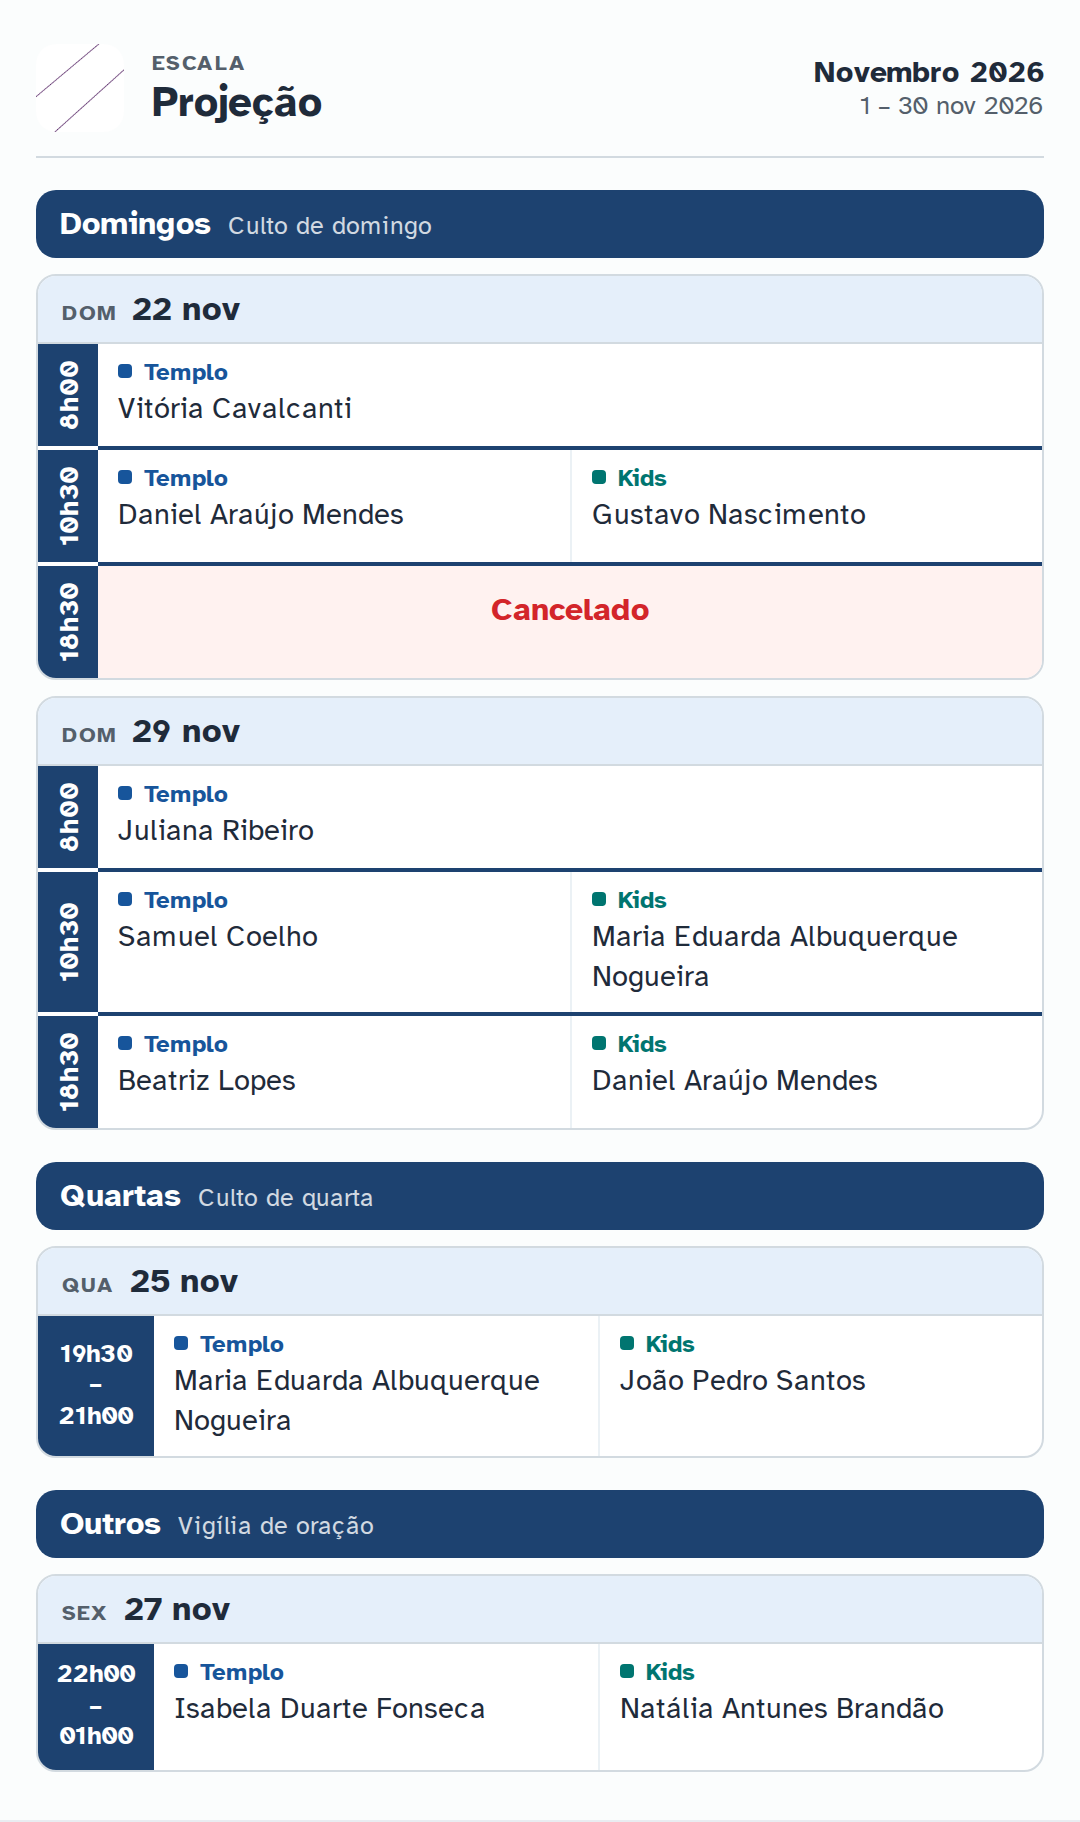 ESCALA
Projeção
Novembro 2026
1 – 30 nov 2026
Domingos Culto de domingo
DOM 22 nov
8h00
Templo
Vitória Cavalcanti
10h30
Templo
Daniel Araújo Mendes
Kids
Gustavo Nascimento
18h30
Cancelado
DOM 29 nov
8h00
Templo
Juliana Ribeiro
10h30
Templo
Samuel Coelho
Kids
Maria Eduarda Albuquerque
Nogueira
18h30
Templo
Beatriz Lopes
Kids
Daniel Araújo Mendes
Quartas Culto de quarta
QUA 25 nov
19h30
–
21h00
Templo
Maria Eduarda Albuquerque
Nogueira
Kids
João Pedro Santos
Outros Vigília de oração
SEX 27 nov
22h00
–
01h00
Templo
Isabela Duarte Fonseca
Kids
Natália Antunes Brandão